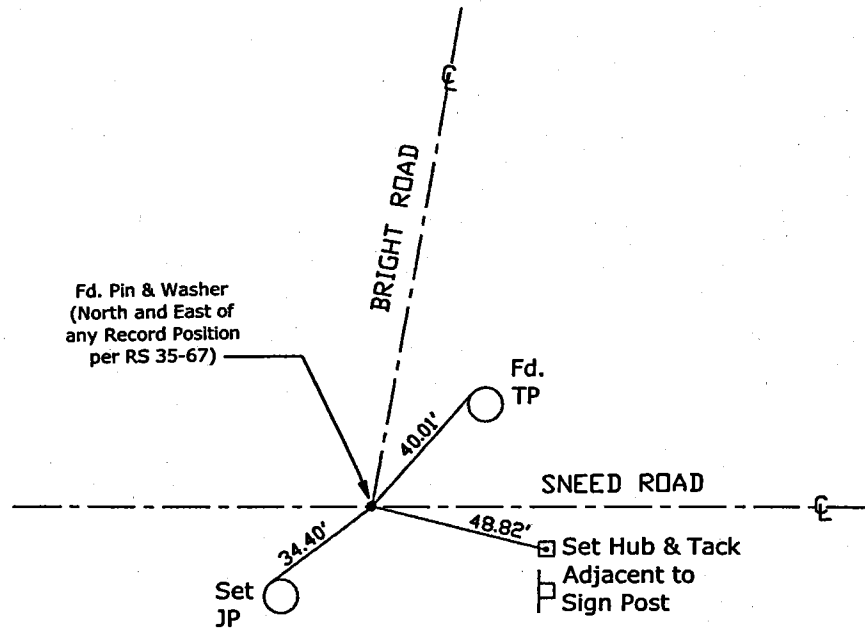 ℄
BRIGHT ROAD
Fd. Pin & Washer
(North and East of
any Record Position
per RS 35-67)
Fd.
TP
40.01'
SNEED ROAD
℄
48.82'
34.40'
Set Hub & Tack
Adjacent to
Sign Post
Set
JP